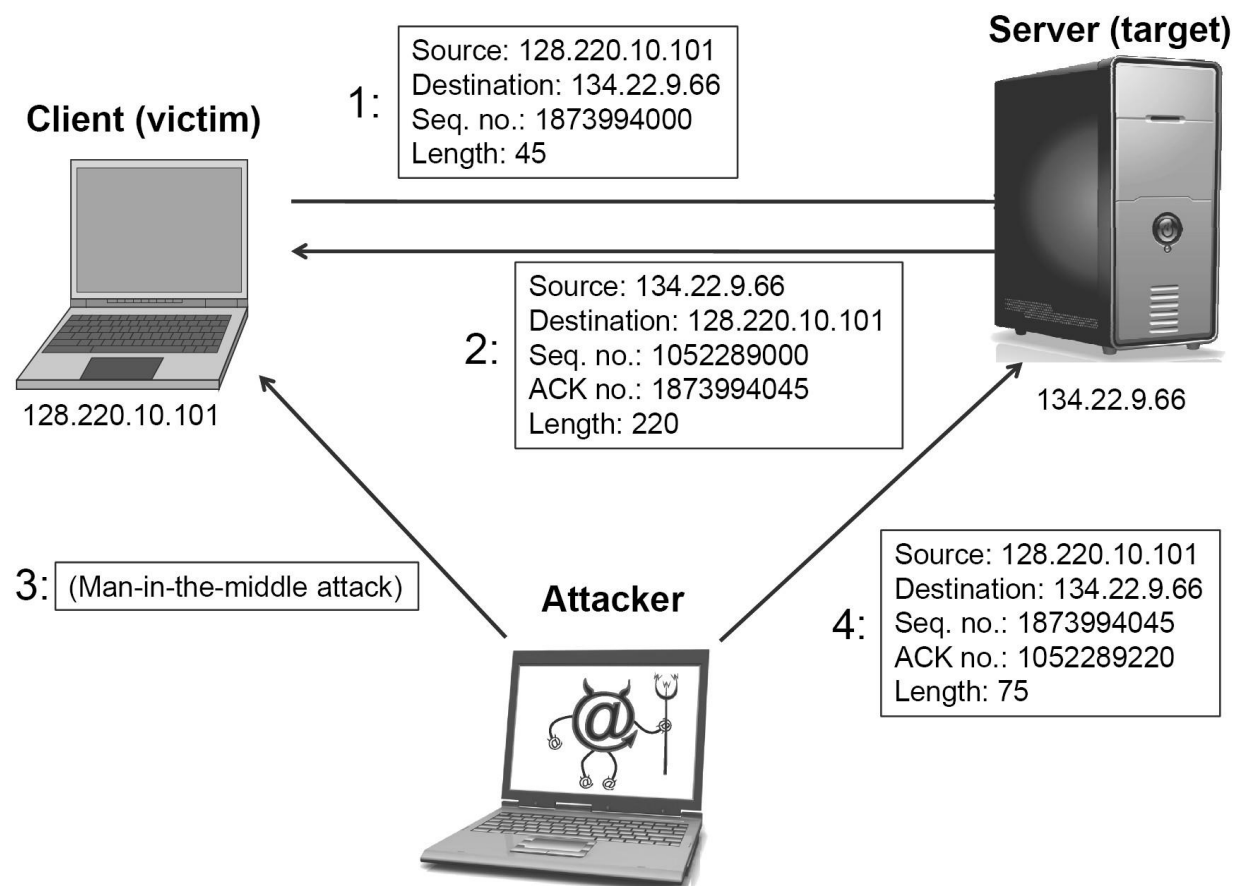 Server (target)
Client (victim)
1:
Source: 128.220.10.101
Destination: 134.22.9.66
Seq. no.: 1873994000
Length: 45
2:
Source: 134.22.9.66
Destination: 128.220.10.101
Seq. no.: 1052289000
ACK no.: 1873994045
Length: 220
128.220.10.101
134.22.9.66
3:
(Man-in-the-middle attack)
Attacker
4:
Source: 128.220.10.101
Destination: 134.22.9.66
Seq. no.: 1873994045
ACK no.: 1052289220
Length: 75
@